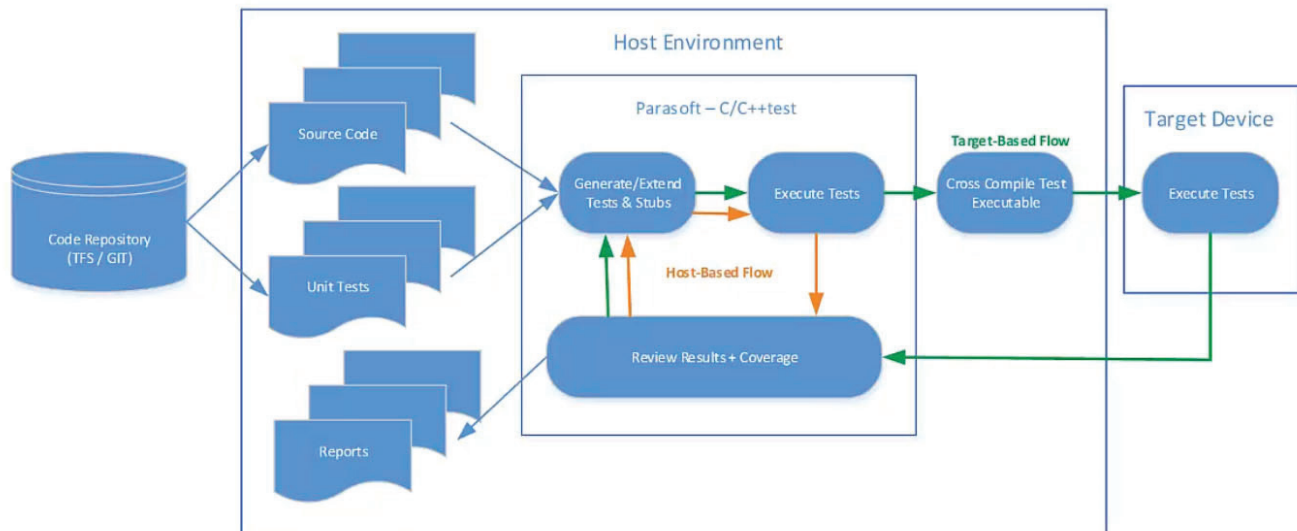 Host Environment
Parasoft – C/C++test
Source Code
Target-Based Flow
Target Device
Generate/Extend
Tests & Stubs
Execute Tests
Cross Compile Test
Executable
Execute Tests
Code Repository
(TFS / GIT)
Unit Tests
Host-Based Flow
Review Results + Coverage
Reports